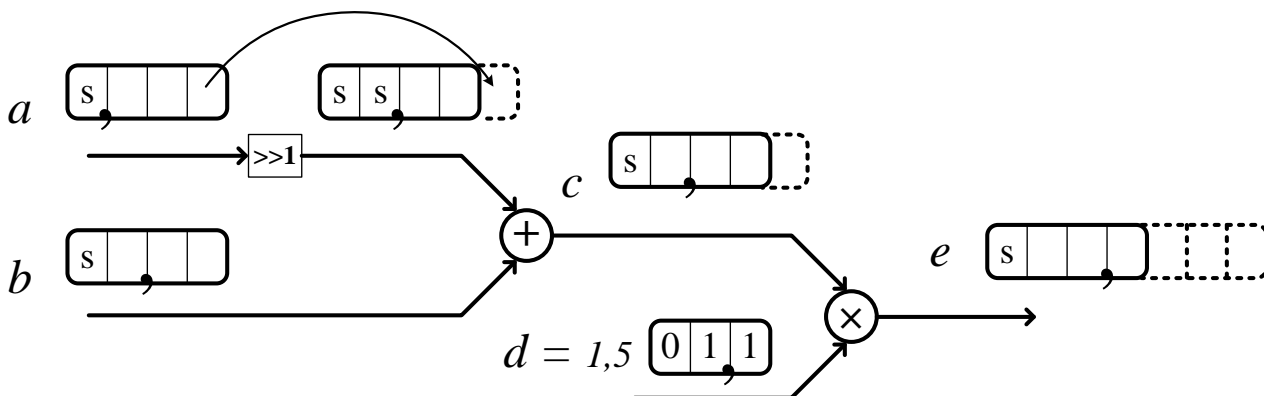 a
s,
s s,
>>1
b
s ,
+
c
s ,
d = 1,5
0 1, 1
×
e
s ,